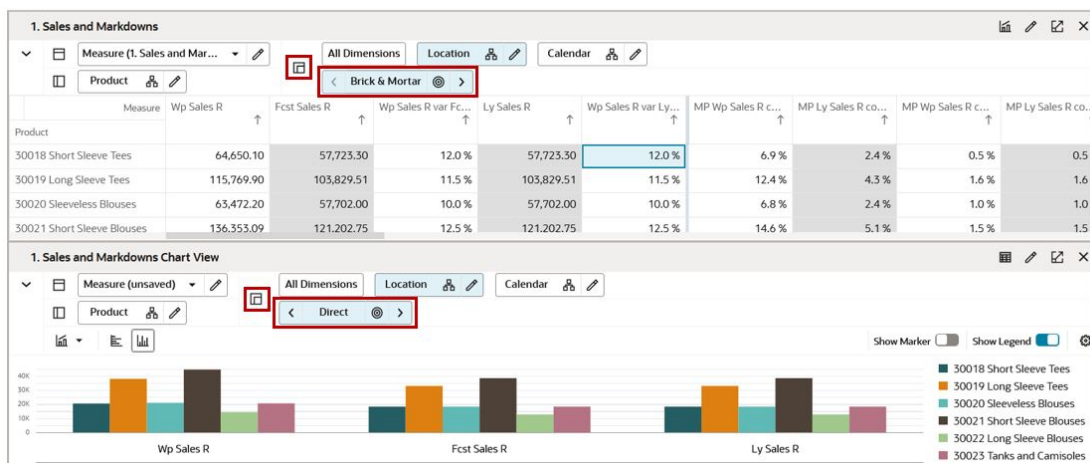 1. Sales and Markdowns
Measure (1. Sales and Mar...
All Dimensions Location Calendar
Product
Brick & Mortar
Measure Wp Sales R Fcst Sales R Wp Sales R var Fc... Ly Sales R Wp Sales R var Ly... MP Wp Sales R c... MP Ly Sales R co... MP Wp Sales R c... MP Ly Sales R co...
Product
30018 Short Sleeve Tees 64,650.10 57,723.30 12.0 % 57,723.30 12.0 % 6.9 % 2.4 % 0.5 % 0.5
30019 Long Sleeve Tees 115,769.90 103,829.51 11.5 % 103,829.51 11.5 % 12.4 % 4.3 % 1.6 % 1.6
30020 Sleeveless Blouses 63,472.20 57,702.00 10.0 % 57,702.00 10.0 % 6.8 % 2.4 % 1.0 % 1.0
30021 Short Sleeve Blouses 136,353.09 121,202.75 12.5 % 121,202.75 12.5 % 14.6 % 5.1 % 1.5 % 1.5
1. Sales and Markdowns Chart View
Measure (unsaved)
All Dimensions Location Calendar
Product
Direct
Show Marker Show Legend
40K
30K
20K
10K
0
Wp Sales R Fcst Sales R Ly Sales R
30018 Short Sleeve Tees
30019 Long Sleeve Tees
30020 Sleeveless Blouses
30021 Short Sleeve Blouses
30022 Long Sleeve Blouses
30023 Tanks and Camisoles